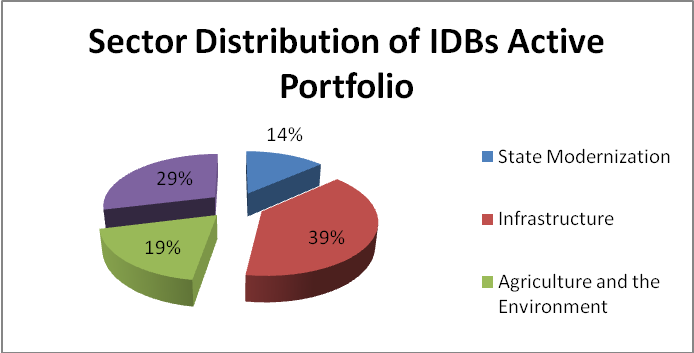 Sector Distribution of IDBs Active
Portfolio
14%
29%
19%
39%
State Modernization
Infrastructure
Agriculture and the
Environment